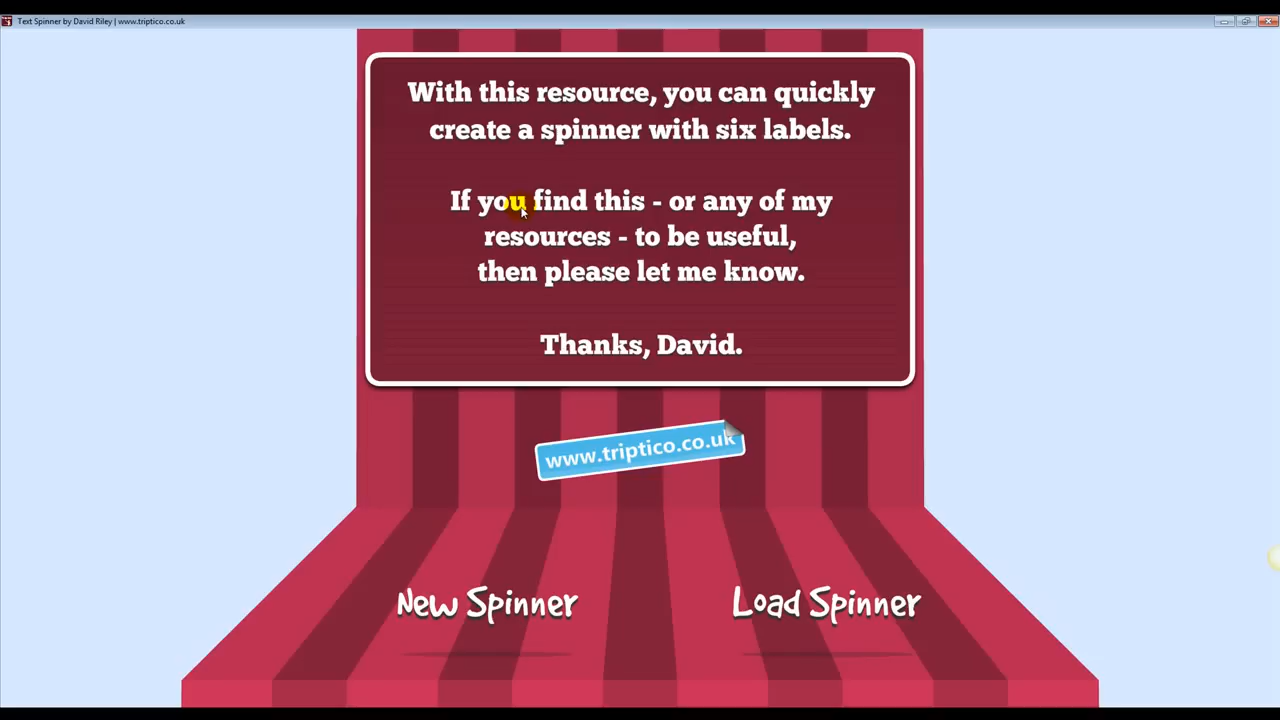 Text Spinner by David Riley | www.triptico.co.uk
With this resource, you can quickly
create a spinner with six labels.
If you find this - or any of my
resources - to be useful,
then please let me know.
Thanks, David.
www.triptico.co.uk
New Spinner
Load Spinner